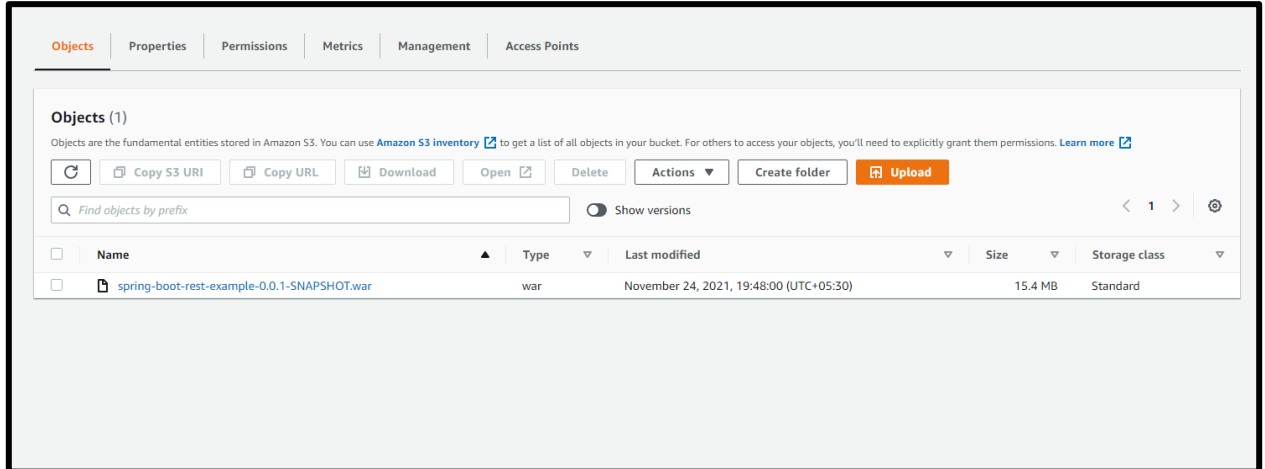 Objects Properties Permissions Metrics Management Access Points
Objects (1)
Objects are the fundamental entities stored in Amazon S3. You can use Amazon S3 inventory to get a list of all objects in your bucket. For others to access your objects, you'll need to explicitly grant them permissions. Learn more
Copy S3 URI Copy URL Download Open Delete Actions Create folder Upload
Find objects by prefix Show versions 1
Name Type Last modified Size Storage class
spring-boot-rest-example-0.0.1-SNAPSHOT.war war November 24, 2021, 19:48:00 (UTC+05:30) 15.4 MB Standard